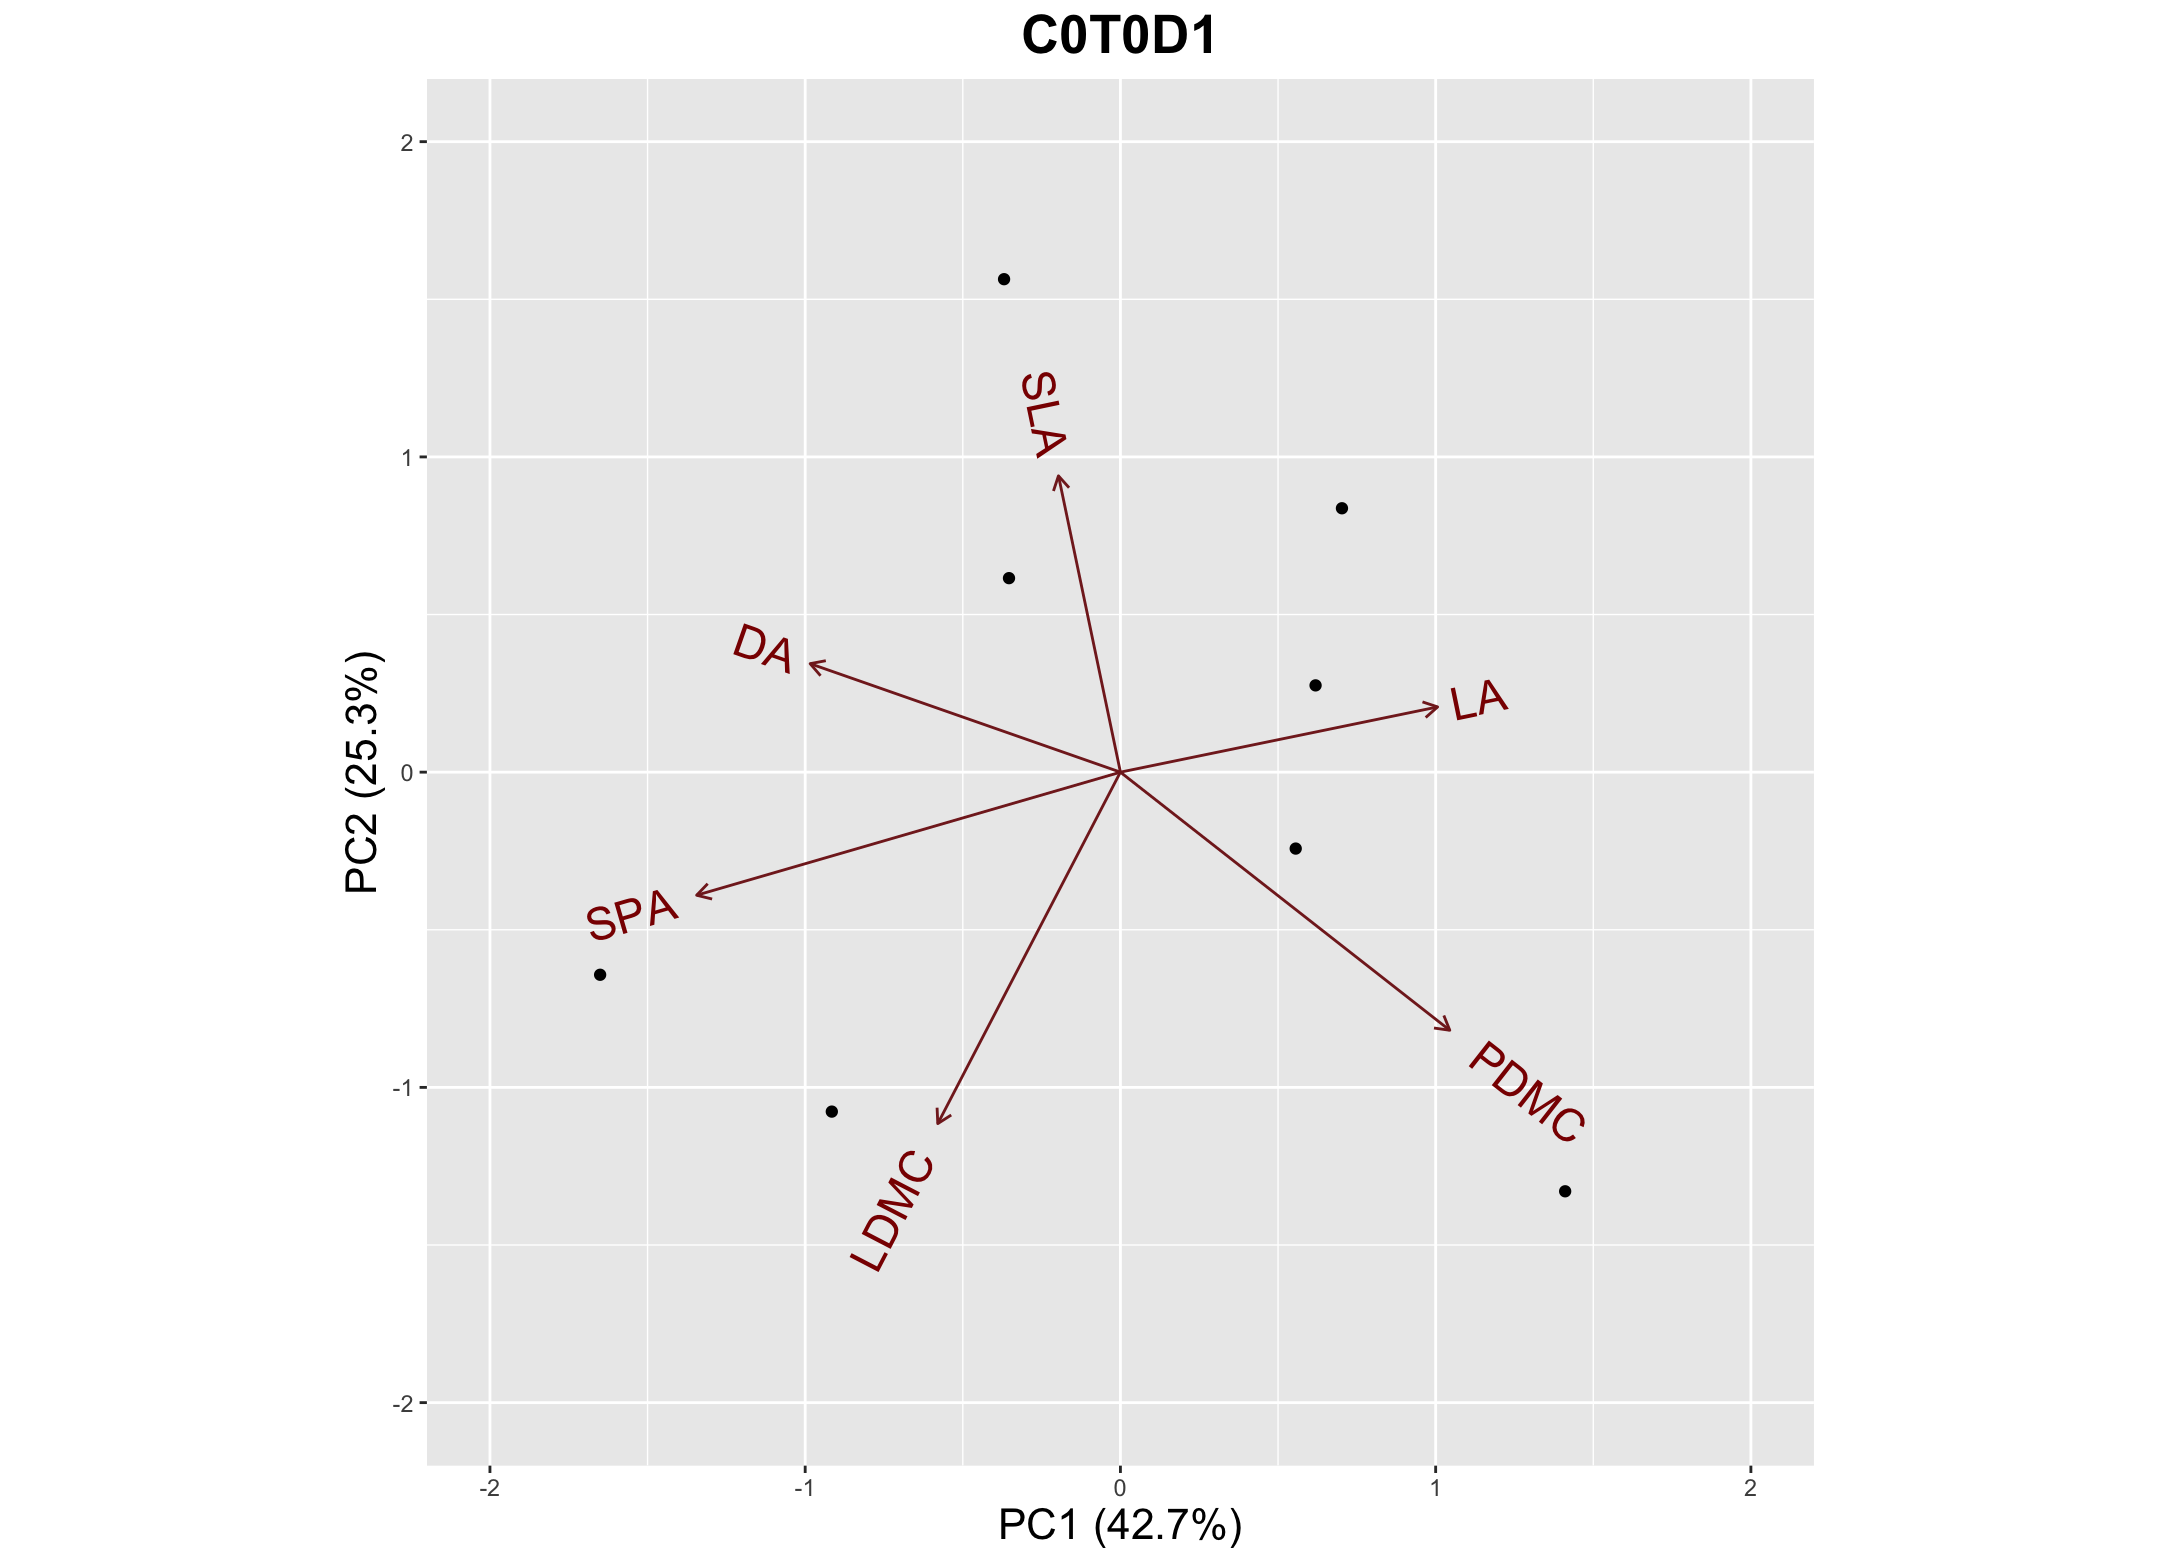 C0T0D1
2
1
0
-1
-2
PC2 (25.3%)
SLA
DA
LA
SPA
PDMC
LDMC
-2
-1
0
1
2
PC1 (42.7%)